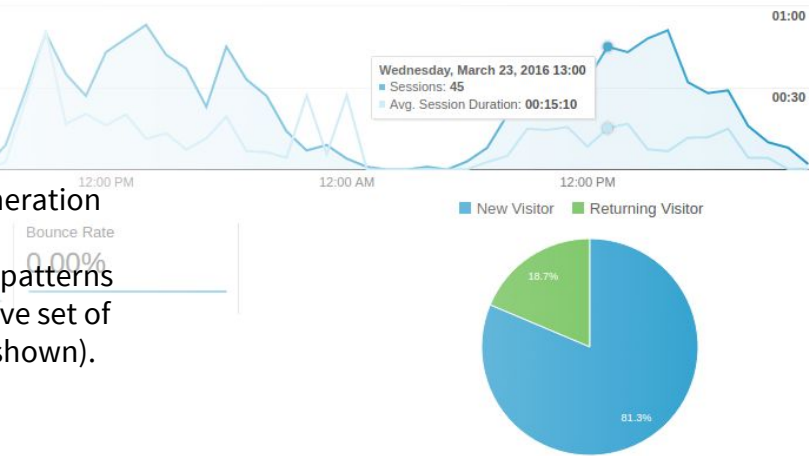 01:00
Wednesday, March 23, 2016 13:00
Sessions: 45
Avg. Session Duration: 00:15:10
00:30
12:00 PM
12:00 AM
12:00 PM
New Visitor
Returning Visitor
Bounce Rate
0.00%
patterns
ve set of
shown).
18.7%
81.3%